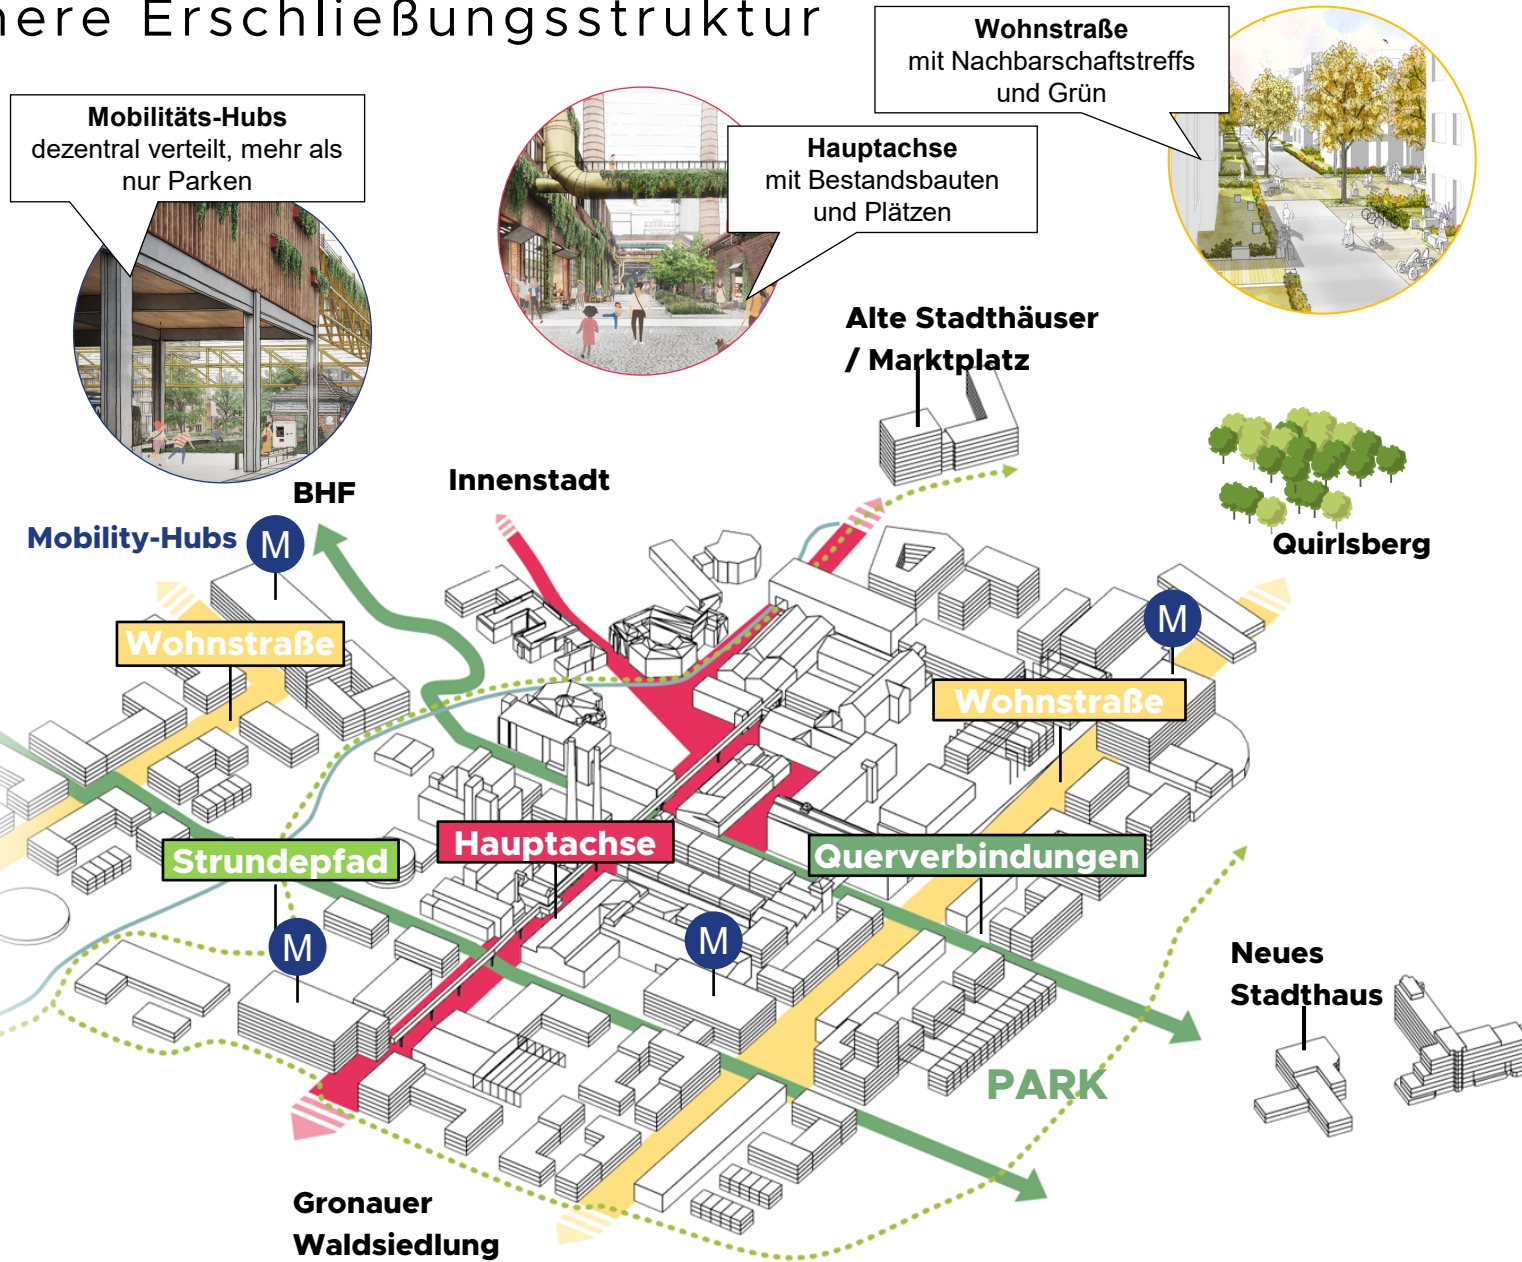 nere Erschließungsstruktur
Wohnstraße
mit Nachbarschaftstreffs
und Grün
Mobilitäts-Hubs
dezentral verteilt, mehr als
nur Parken
Hauptachse
mit Bestandsbauten
und Plätzen
Alte Stadthäuser
/ Marktplatz
Innenstadt
BHF
Mobility-Hubs
M
Quirlsberg
M
Wohnstraße
Wohnstraße
Hauptachse
Strundepfad
Querverbindungen
M
M
Neues
Stadthaus
PARK
Gronauer
Waldsiedlung